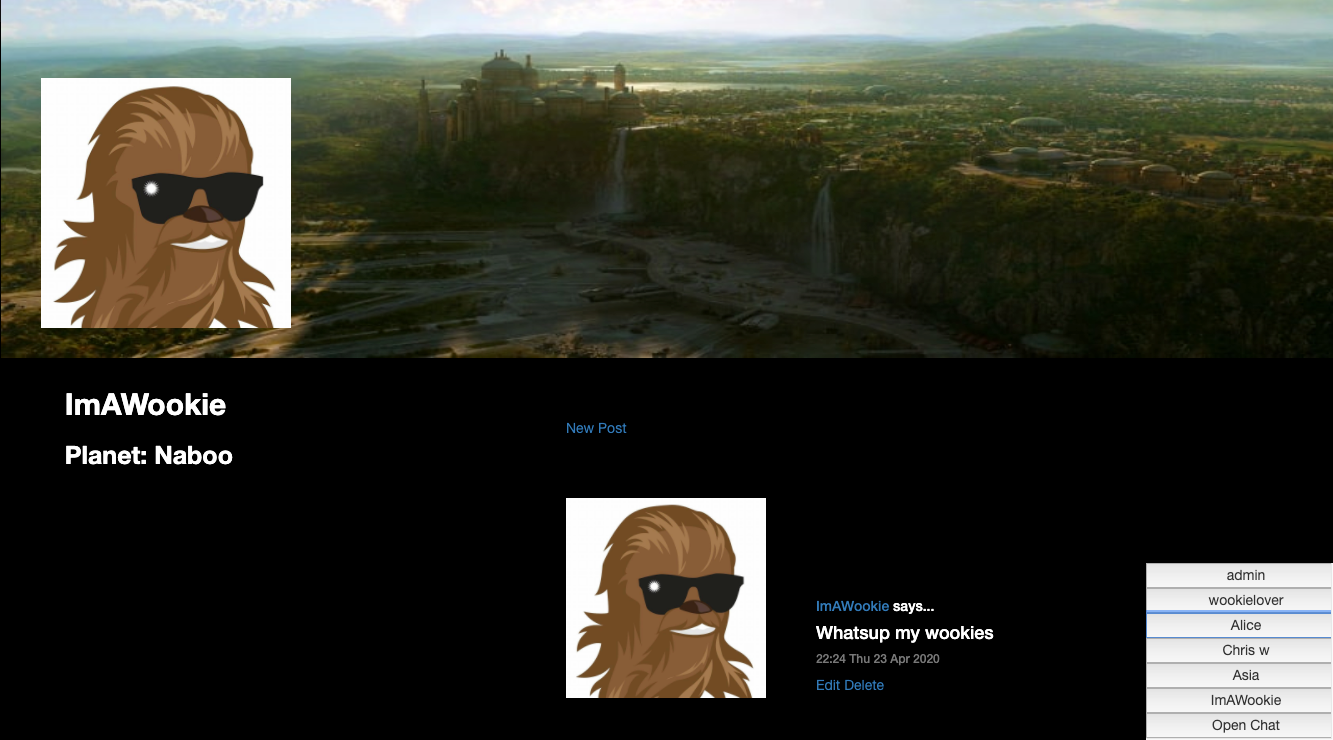 ImAWookie
Planet: Naboo
New Post
ImAWookie says...
Whatsup my wookies
22:24 Thu 23 Apr 2020
Edit Delete
admin
wookielover
Alice
Chris w
Asia
ImAWookie
Open Chat